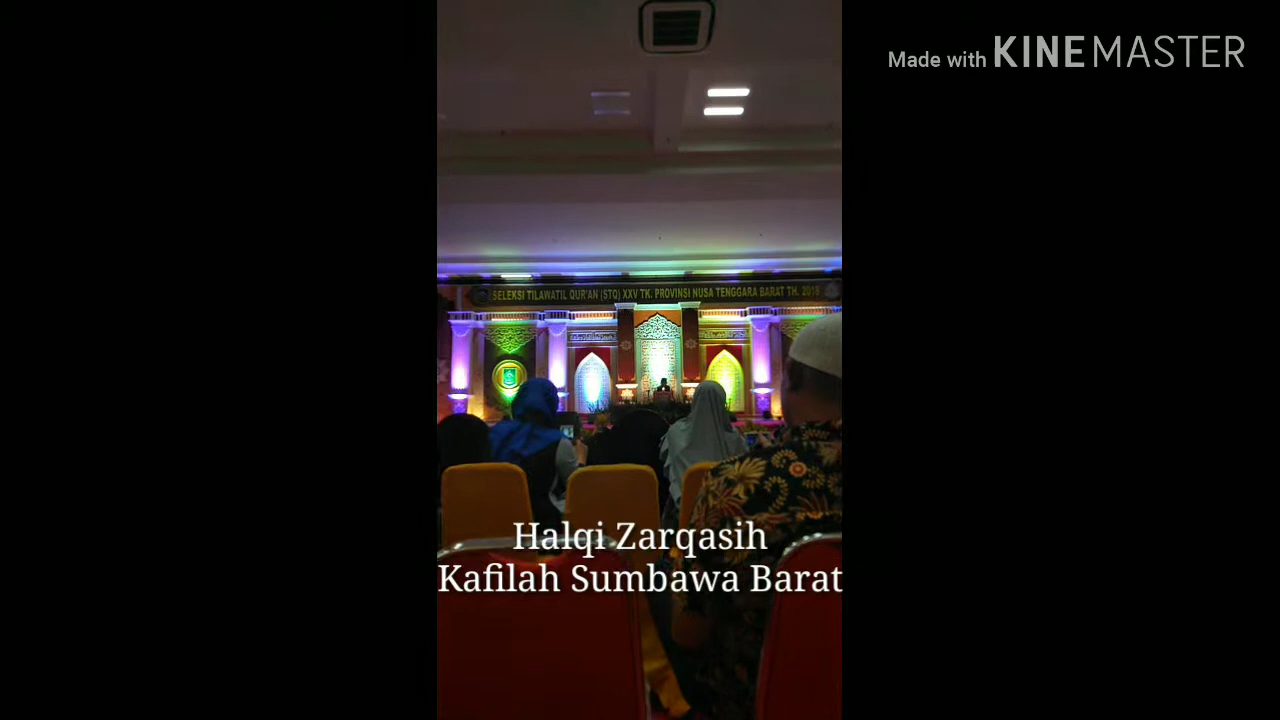 Made with KINEMASTER
SELEKSI TILAWATIL QUR'AN (STQ) XXV TK. PROVINSI NUSA TENGGARA BARAT TH.
Halqi Zarqasih
Kafilah Sumbawa Barat